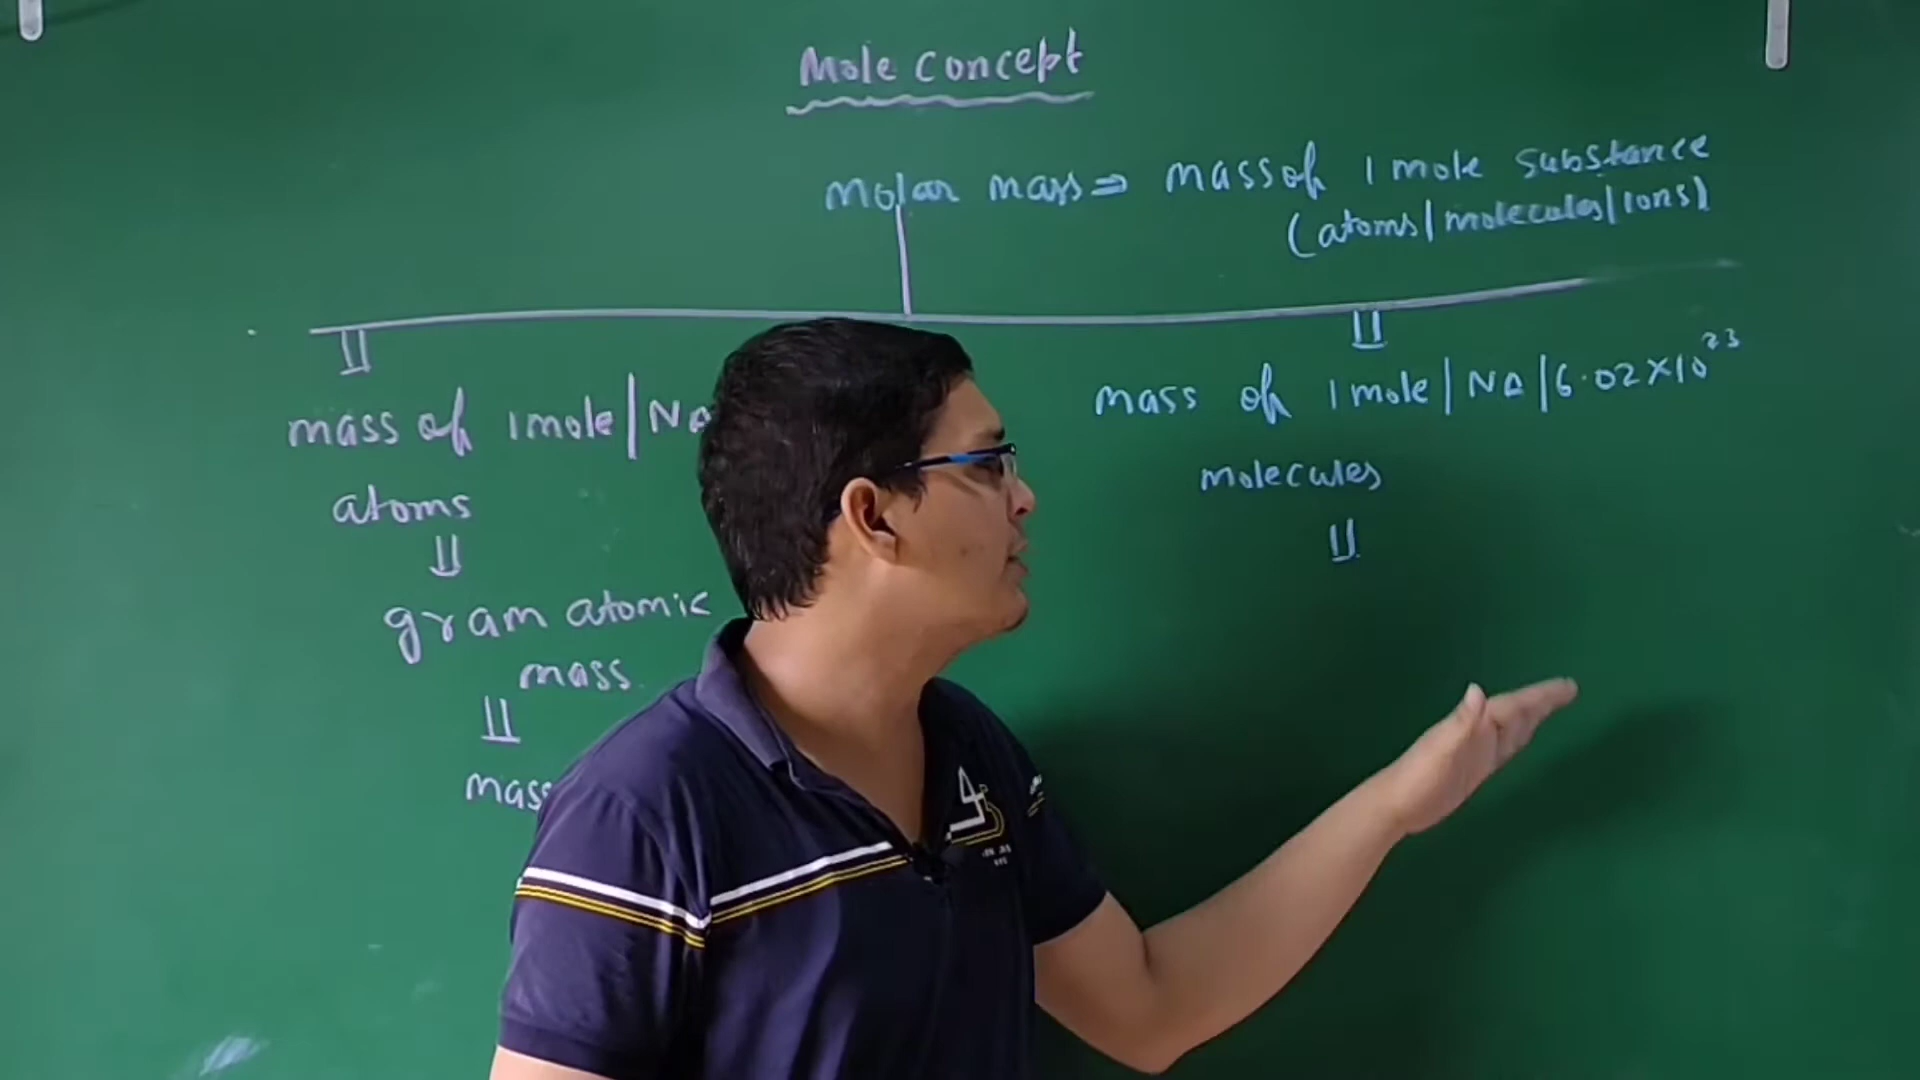 Mole concept
Molar mass ⇒ mass of 1 mole substance
(atoms/molecules/ions)
mass of 1 mole | NA
atoms
gram atomic
mass
mass
mass of 1 mole | NA | 6.02×10²³
molecules